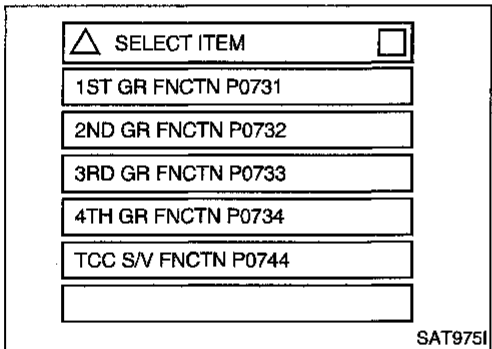 SELECT ITEM
1ST GR FNCTN P0731
2ND GR FNCTN P0732
3RD GR FNCTN P0733
4TH GR FNCTN P0734
TCC S/V FNCTN P0744
SAT975I